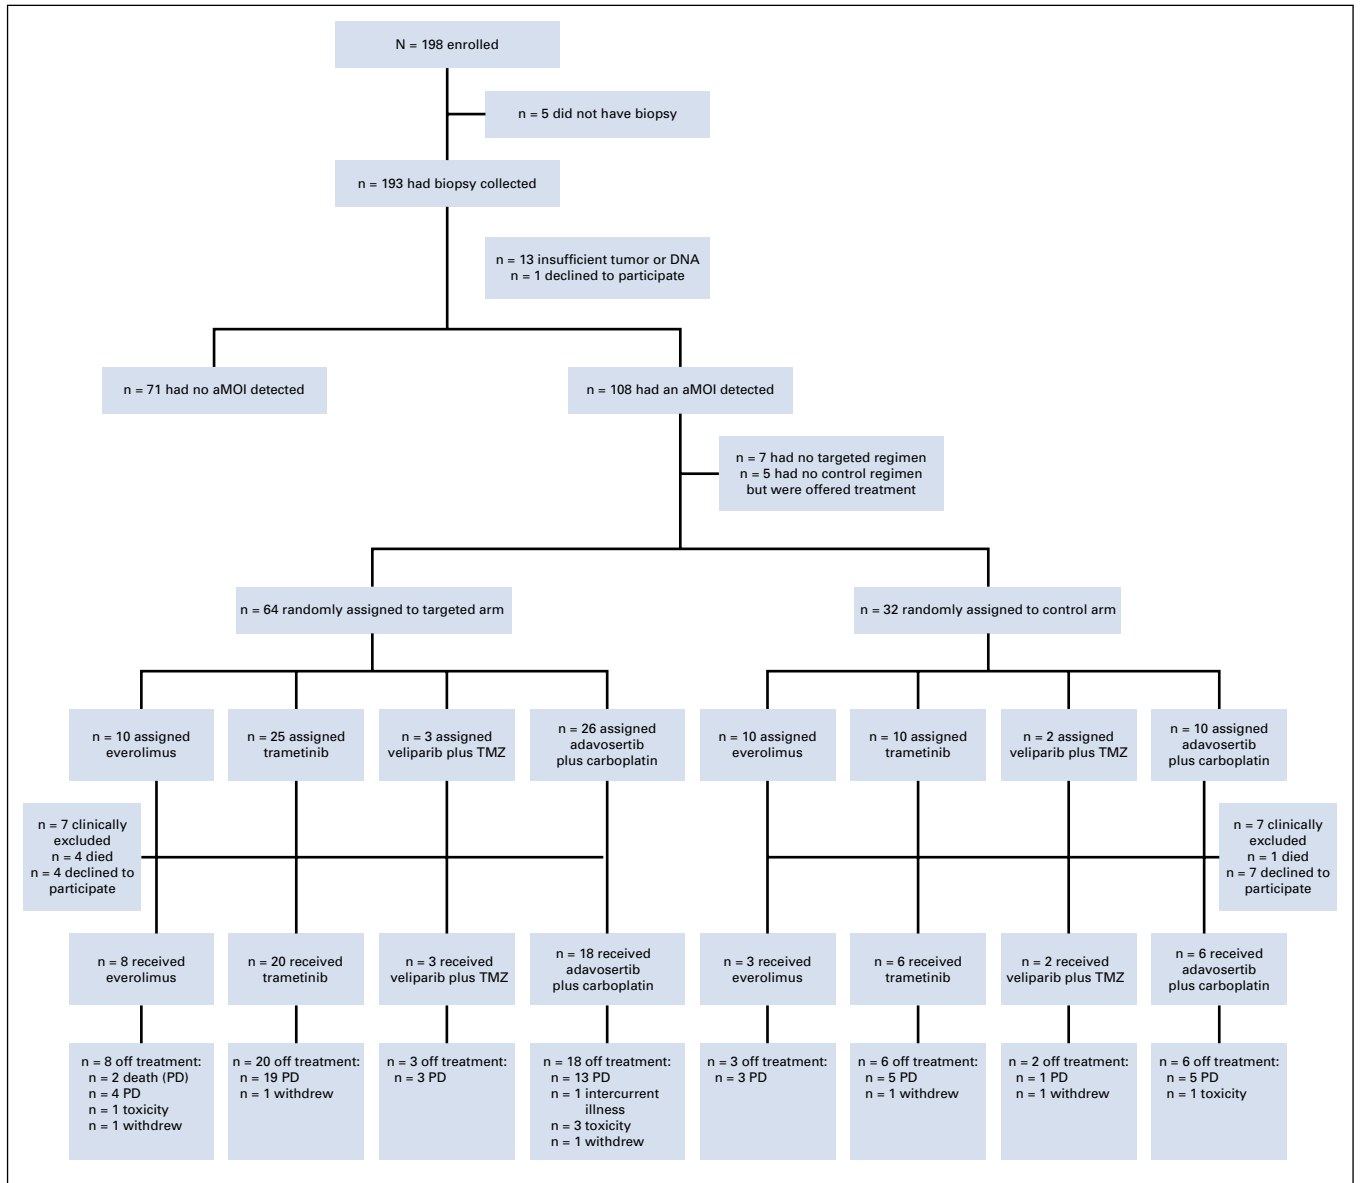 N = 198 enrolled
n = 5 did not have biopsy
n = 193 had biopsy collected
n = 13 insufficient tumor or DNA
n = 1 declined to participate
n = 71 had no aMOI detected
n = 108 had an aMOI detected
n = 7 had no targeted regimen
n = 5 had no control regimen
but were offered treatment
n = 64 randomly assigned to targeted arm
n = 32 randomly assigned to control arm
n = 10 assigned
everolimus
n = 25 assigned
trametinib
n = 3 assigned
veliparib plus TMZ
n = 26 assigned
adavosertib
plus carboplatin
n = 10 assigned
everolimus
n = 10 assigned
trametinib
n = 2 assigned
veliparib plus TMZ
n = 10 assigned
adavosertib
plus carboplatin
n = 7 clinically
excluded
n = 4 died
n = 4 declined to
participate
n = 7 clinically
excluded
n = 1 died
n = 7 declined to
participate
n = 8 received
everolimus
n = 20 received
trametinib
n = 3 received
veliparib plus TMZ
n = 18 received
adavosertib
plus carboplatin
n = 3 received
everolimus
n = 6 received
trametinib
n = 2 received
veliparib plus TMZ
n = 6 received
adavosertib
plus carboplatin
n = 8 off treatment:
n = 2 death (PD)
n = 4 PD
n = 1 toxicity
n = 1 withdrew
n = 20 off treatment:
n = 19 PD
n = 1 withdrew
n = 3 off treatment:
n = 3 PD
n = 18 off treatment:
n = 13 PD
n = 1 intercurrent
illness
n = 3 toxicity
n = 1 withdrew
n = 3 off treatment:
n = 3 PD
n = 6 off treatment:
n = 5 PD
n = 1 withdrew
n = 2 off treatment:
n = 1 PD
n = 1 withdrew
n = 6 off treatment:
n = 5 PD
n = 1 toxicity